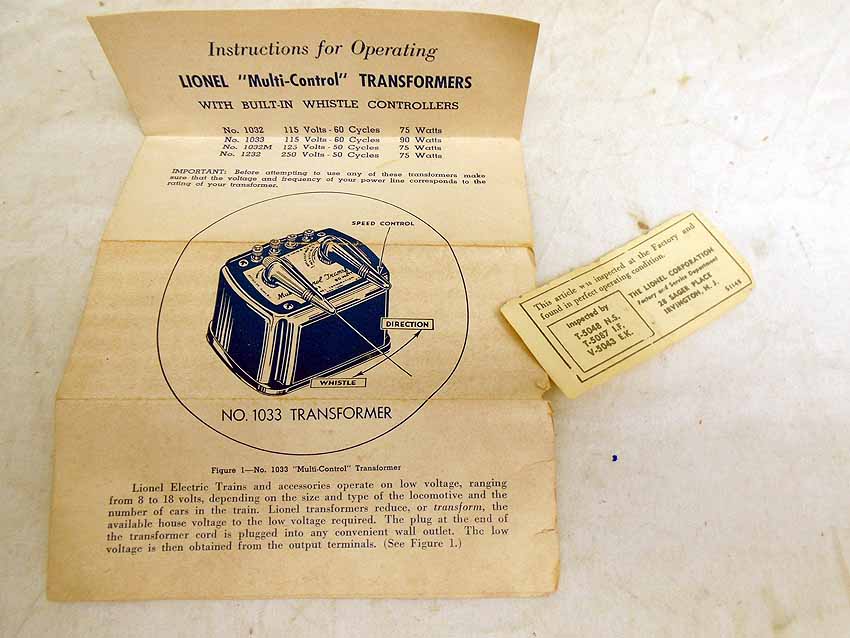 Instructions for Operating
LIONEL "Multi-Control" TRANSFORMERS
WITH BUILT-IN WHISTLE CONTROLLERS
No. 1032 115 Volts - 60 Cycles 75 Watts
No. 1033 115 Volts - 60 Cycles 90 Watts
No. 1032M 125 Volts - 50 Cycles 75 Watts
No. 1232 250 Volts - 50 Cycles 75 Watts
IMPORTANT: Before attempting to use any of these transformers make
sure that the voltage and frequency of your power line corresponds to the
rating of your transformer.
SPEED CONTROL
DIRECTION
WHISTLE
NO. 1033 TRANSFORMER
Figure 1—No. 1033 "Multi-Control" Transformer
Lionel Electric Trains and accessories operate on low voltage, ranging
from 8 to 18 volts, depending on the size and type of the locomotive and the
number of cars in the train. Lionel transformers reduce, or transform, the
available house voltage to the low voltage required. The plug at the end of
the transformer cord is plugged into any convenient wall outlet. The low
voltage is then obtained from the output terminals. (See Figure 1.)
This article was inspected at the Factory and
found in perfect operating condition.
Inspected by
T-5048 N.S.
T-5087 I.F.
V-5043 E.K.
THE LIONEL CORPORATION
Factory and Service Department
28 SAGER PLACE
IRVINGTON, N. J.